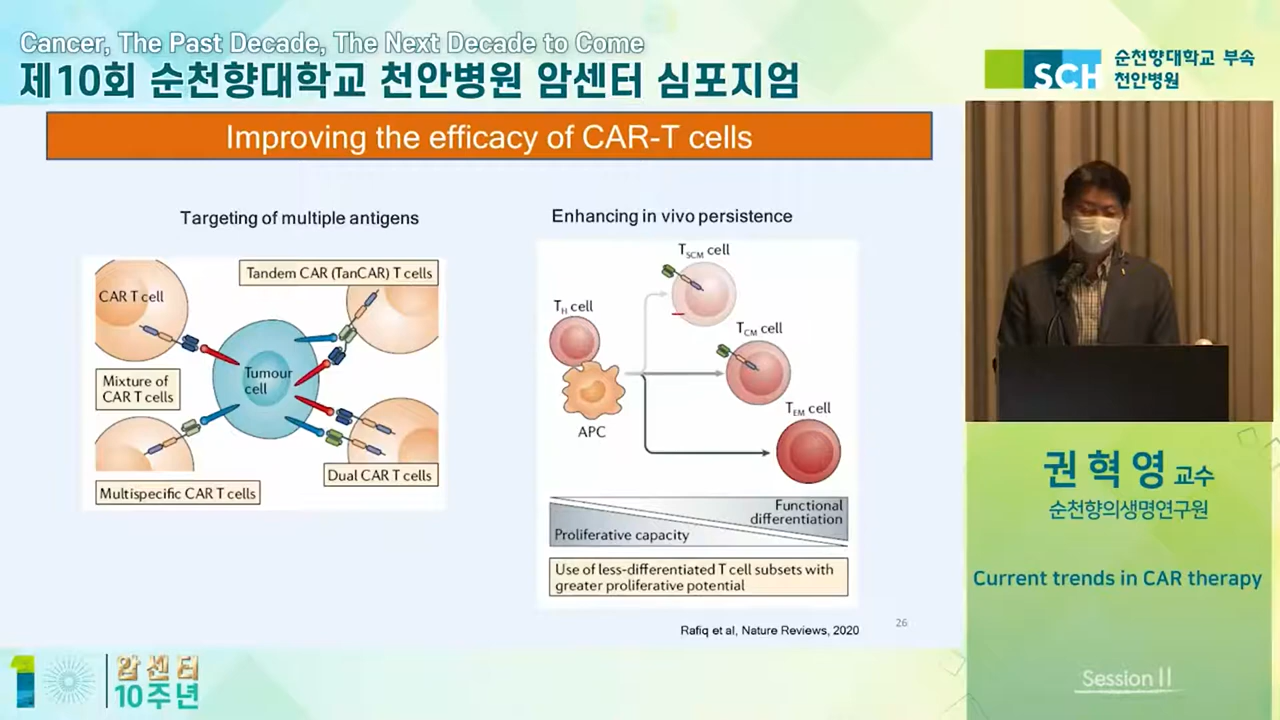 Cancer, The Past Decade, The Next Decade to Come
제10회 순천향대학교 천안병원 암센터 심포지엄
SCH
순천향대학교 부속
천안병원
Improving the efficacy of CAR-T cells
Targeting of multiple antigens
Tandem CAR (TanCAR) T cells
CAR T cell
Tumour
cell
Mixture of
CAR T cells
Dual CAR T cells
Multispecific CAR T cells
Enhancing in vivo persistence
TSCM cell
TH cell
TCM cell
TEM cell
APC
Functional
differentiation
Proliferative capacity
Use of less-differentiated T cell subsets with
greater proliferative potential
Rafiq et al, Nature Reviews, 2020
26
권혁영 교수
순천향의생명연구원
Current trends in CAR therapy
Session II
암센터
10주년